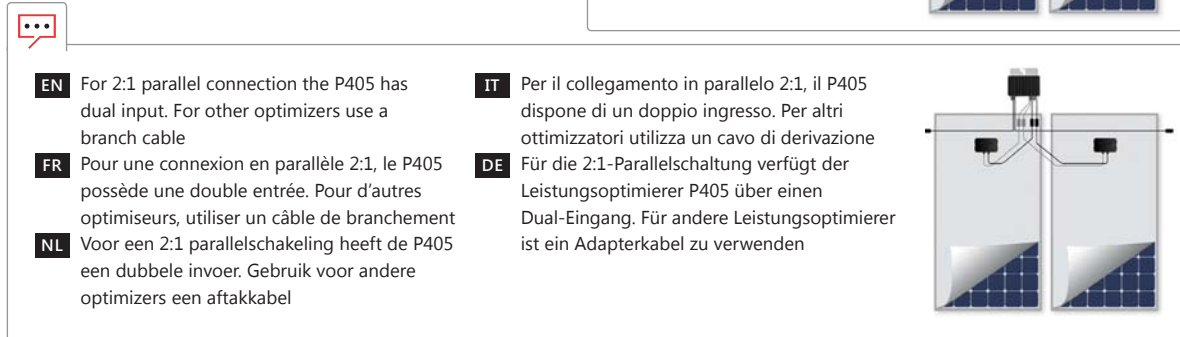 EN For 2:1 parallel connection the P405 has
dual input. For other optimizers use a
branch cable
FR Pour une connexion en parallèle 2:1, le P405
possède une double entrée. Pour d'autres
optimiseurs, utiliser un câble de branchement
NL Voor een 2:1 parallelschakeling heeft de P405
een dubbele invoer. Gebruik voor andere
optimizers een aftakkabel
IT Per il collegamento in parallelo 2:1, il P405
dispone di un doppio ingresso. Per altri
ottimizzatori utilizza un cavo di derivazione
DE Für die 2:1-Parallelschaltung verfügt der
Leistungsoptimierer P405 über einen
Dual-Eingang. Für andere Leistungsoptimierer
ist ein Adapterkabel zu verwenden